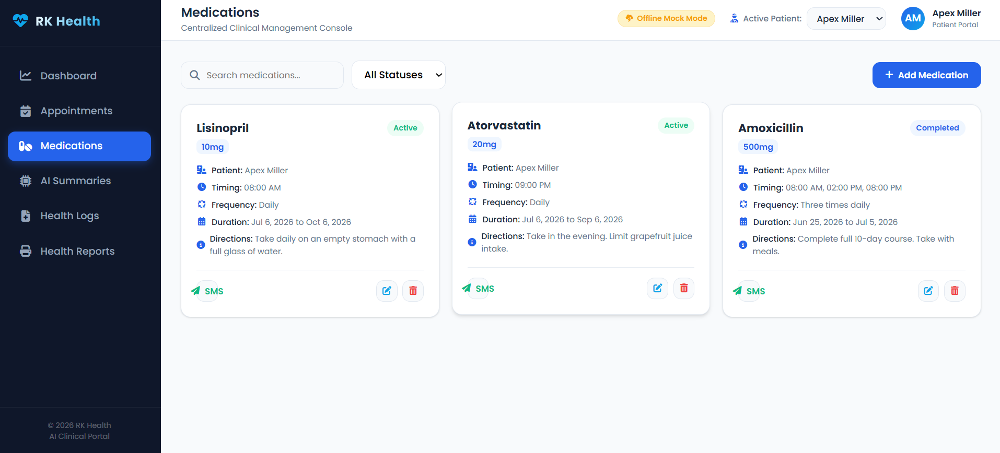 RK Health
Dashboard
Appointments
Medications
AI Summaries
Health Logs
Health Reports
© 2026 RK Health
AI Clinical Portal
Medications
Centralized Clinical Management Console
Offline Mock Mode
Active Patient:
Apex Miller
AM
Apex Miller
Patient Portal
Search medications...
All Statuses
+ Add Medication
Lisinopril
Active
10mg
Patient: Apex Miller
Timing: 08:00 AM
Frequency: Daily
Duration: Jul 6, 2026 to Oct 6, 2026
Directions: Take daily on an empty stomach with a
full glass of water.
SMS
Atorvastatin
Active
20mg
Patient: Apex Miller
Timing: 09:00 PM
Frequency: Daily
Duration: Jul 6, 2026 to Sep 6, 2026
Directions: Take in the evening. Limit grapefruit juice
intake.
SMS
Amoxicillin
Completed
500mg
Patient: Apex Miller
Timing: 08:00 AM, 02:00 PM, 08:00 PM
Frequency: Three times daily
Duration: Jun 25, 2026 to Jul 5, 2026
Directions: Complete full 10-day course. Take with
meals.
SMS